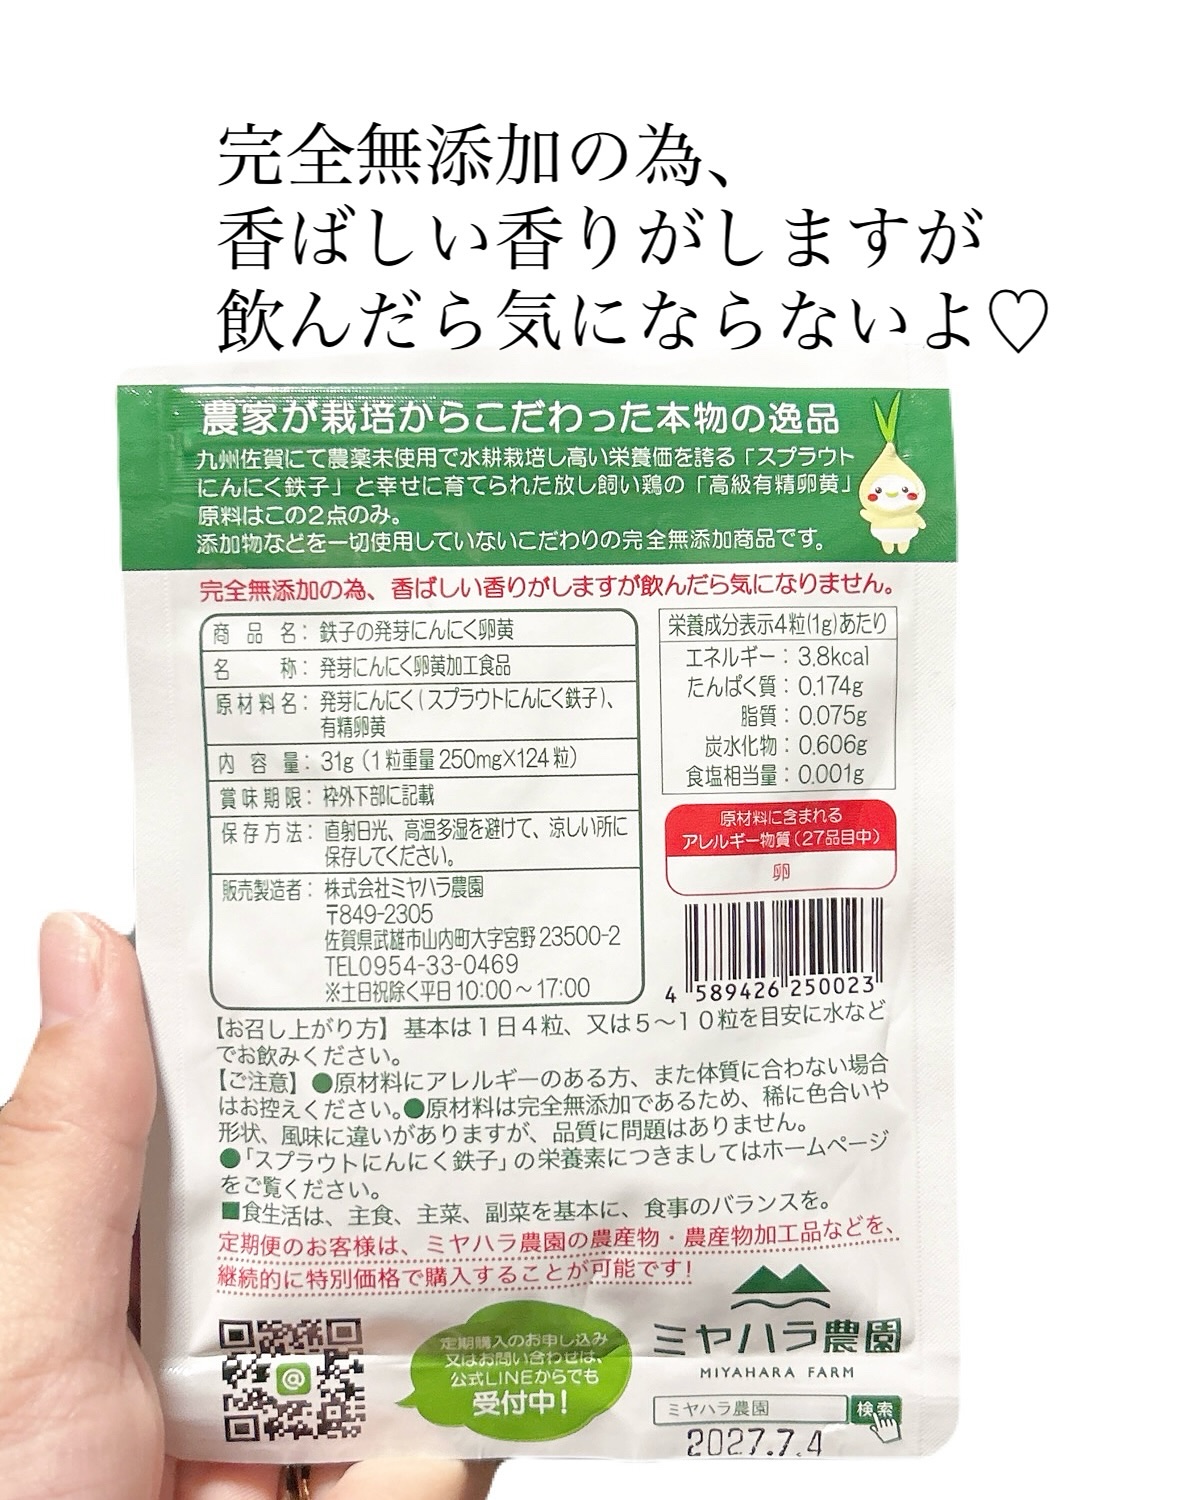 完全無添加の為、
香ばしい香りがしますが
飲んだら気にならないよ♡
農家が栽培からこだわった本物の逸品
九州佐賀にて農薬未使用で水耕栽培し高い栄養価を誇る「スプラウト
にんにく鉄子」と幸せに育てられた放し飼い鶏の「高級有精卵黄」
原料はこの2点のみ。
添加物などを一切使用していないこだわりの完全無添加商品です。
完全無添加の為、香ばしい香りがしますが飲んだら気になりません。
商品名：鉄子の発芽にんにく卵黄
名称：発芽にんにく卵黄加工食品
原材料名：発芽にんにく(スプラウトにんにく鉄子)、
有精卵黄
内容量：31g（1粒重量250mg×124粒）
賞味期限：枠外下部に記載
保存方法：直射日光、高温多湿を避けて、涼しい所に
保存してください。
販売製造者：株式会社ミヤハラ農園
〒849-2305
佐賀県武雄市山内町大字宮野23500-2
TEL0954-33-0469
※土日祝除く平日10:00～17:00
栄養成分表示4粒(1g)あたり
エネルギー：3.8kcal
たんぱく質：0.174g
脂質：0.075g
炭水化物：0.606g
食塩相当量：0.001g
原材料に含まれる
アレルギー物質(27品目中)
卵
4 589426 250023
【お召し上がり方】基本は1日4粒、又は5～10粒を目安に水など
でお飲みください。
【ご注意】●原材料にアレルギーのある方、また体質に合わない場合
はお控えください。●原材料は完全無添加であるため、稀に色合いや
形状、風味に違いがありますが、品質に問題はありません。
●「スプラウトにんにく鉄子」の栄養素につきましてはホームページ
をご覧ください。
■食生活は、主食、主菜、副菜を基本に、食事のバランスを。
定期便のお客様は、ミヤハラ農園の農産物・農産物加工品などを、
継続的に特別価格で購入することが可能です!
定期購入のお申し込み
又はお問い合わせは、
公式LINEからでも
受付中!
@
ミヤハラ農園
MIYAHARA FARM
ミヤハラ農園 検索
2027.7.4